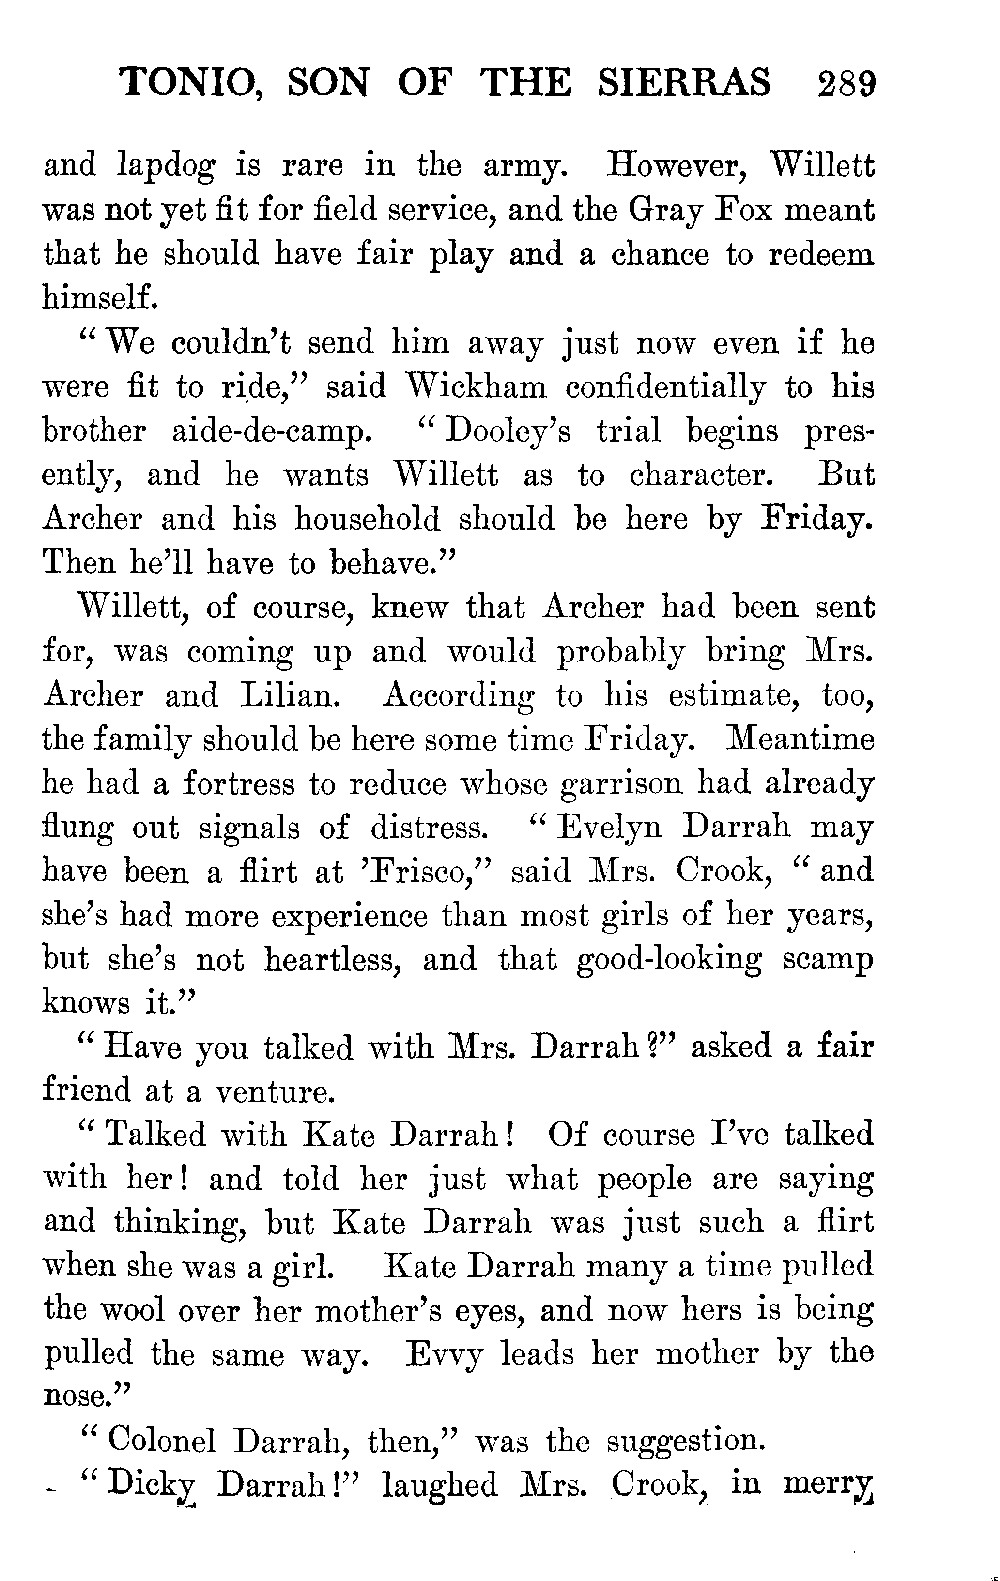 TONIO, SON OF THE SIERRAS 289
and lapdog is rare in the army. However, Willett
was not yet fit for field service, and the Gray Fox meant
that he should have fair play and a chance to redeem
himself.
“ We couldn’t send him away just now even if he
were fit to ride,” said Wickham confidentially to his
brother aide-de-camp. “ Dooley’s trial begins pres-
ently, and he wants Willett as to character. But
Archer and his household should be here by Friday.
Then he’ll have to behave.”
Willett, of course, knew that Archer had been sent
for, was coming up and would probably bring Mrs.
Archer and Lilian. According to his estimate, too,
the family should be here some time Friday. Meantime
he had a fortress to reduce whose garrison had already
flung out signals of distress. “ Evelyn Darrah may
have been a flirt at ’Frisco,” said Mrs. Crook, “ and
she’s had more experience than most girls of her years,
but she’s not heartless, and that good-looking scamp
knows it.”
“ Have you talked with Mrs. Darrah ?” asked a fair
friend at a venture.
“ Talked with Kate Darrah ! Of course I’ve talked
with her ! and told her just what people are saying
and thinking, but Kate Darrah was just such a flirt
when she was a girl. Kate Darrah many a time pulled
the wool over her mother’s eyes, and now hers is being
pulled the same way. Evvy leads her mother by the
nose.”
“ Colonel Darrah, then,” was the suggestion.
“ Dicky Darrah !” laughed Mrs. Crook, in merry